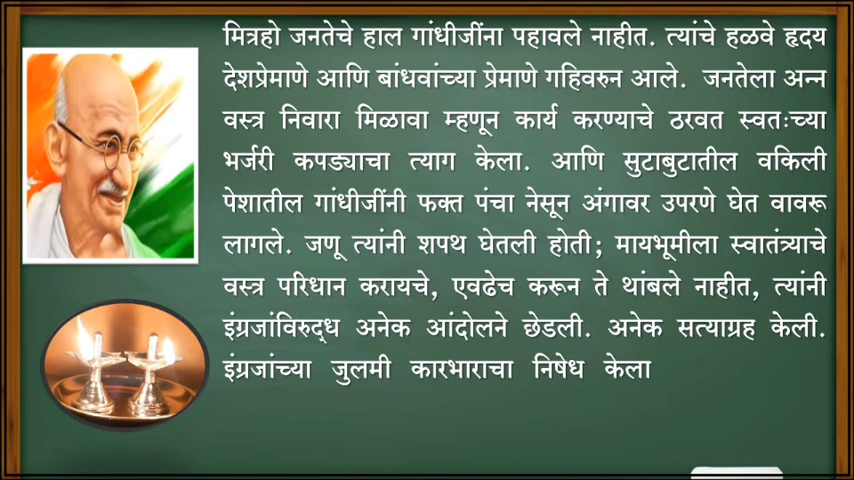 मित्रहो जनतेचे हाल गांधीजींना पहावले नाहीत. त्यांचे हळवे हृदय
देशप्रेमाणे आणि बांधवांच्या प्रेमाणे गहिवरुन आले. जनतेला अन्न
वस्त्र निवारा मिळावा म्हणून कार्य करण्याचे ठरवत स्वतःच्या
भर्जरी कपड्याचा त्याग केला. आणि सुटाबुटातील वकिली
पेशातील गांधीजींनी फक्त पंचा नेसून अंगावर उपरणे घेत वावरू
लागले. जणू त्यांनी शपथ घेतली होती; मायभूमीला स्वातंत्र्याचे
वस्त्र परिधान करायचे, एवढेच करून ते थांबले नाहीत, त्यांनी
इंग्रजांविरुद्ध अनेक आंदोलने छेडली. अनेक सत्याग्रह केली.
इंग्रजांच्या जुलमी कारभाराचा निषेध केला